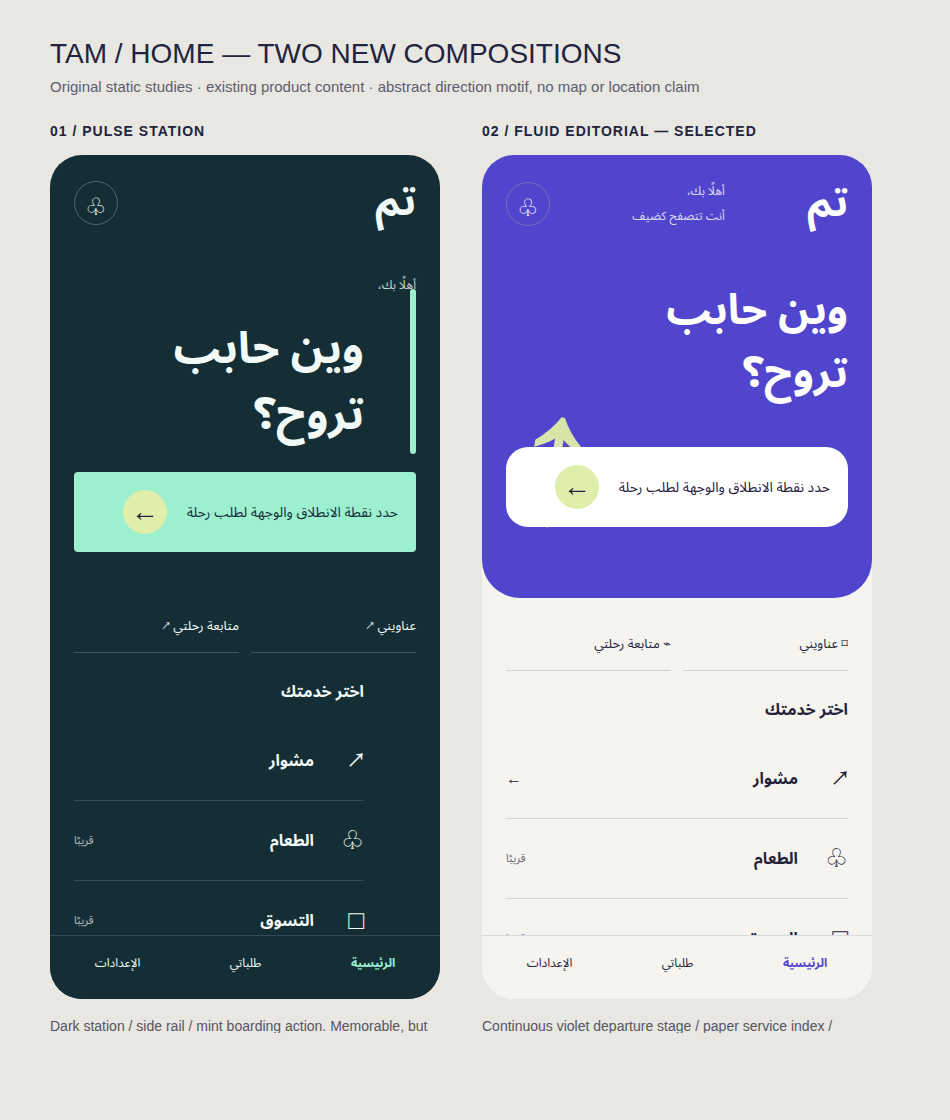 TAM / HOME — TWO NEW COMPOSITIONS
Original static studies · existing product content · abstract direction motif, no map or location claim
01 / PULSE STATION
تم
أهلًا بك،
وين حابب
تروح؟
حدد نقطة الانطلاق والوجهة لطلب رحلة ←
عناويني ↗
متابعة رحلتي ↗
اختر خدمتك
↗ مشوار
♧ الطعام قريبًا
□ التسوق قريبًا
الرئيسية طلباتي الإعدادات
Dark station / side rail / mint boarding action. Memorable, but
02 / FLUID EDITORIAL — SELECTED
تم
أهلًا بك،
أنت تتصفح كضيف
وين حابب
تروح؟
حدد نقطة الانطلاق والوجهة لطلب رحلة ←
⌑ عناويني
⌁ متابعة رحلتي
اختر خدمتك
↗ مشوار ←
♧ الطعام قريبًا
الرئيسية طلباتي الإعدادات
Continuous violet departure stage / paper service index /